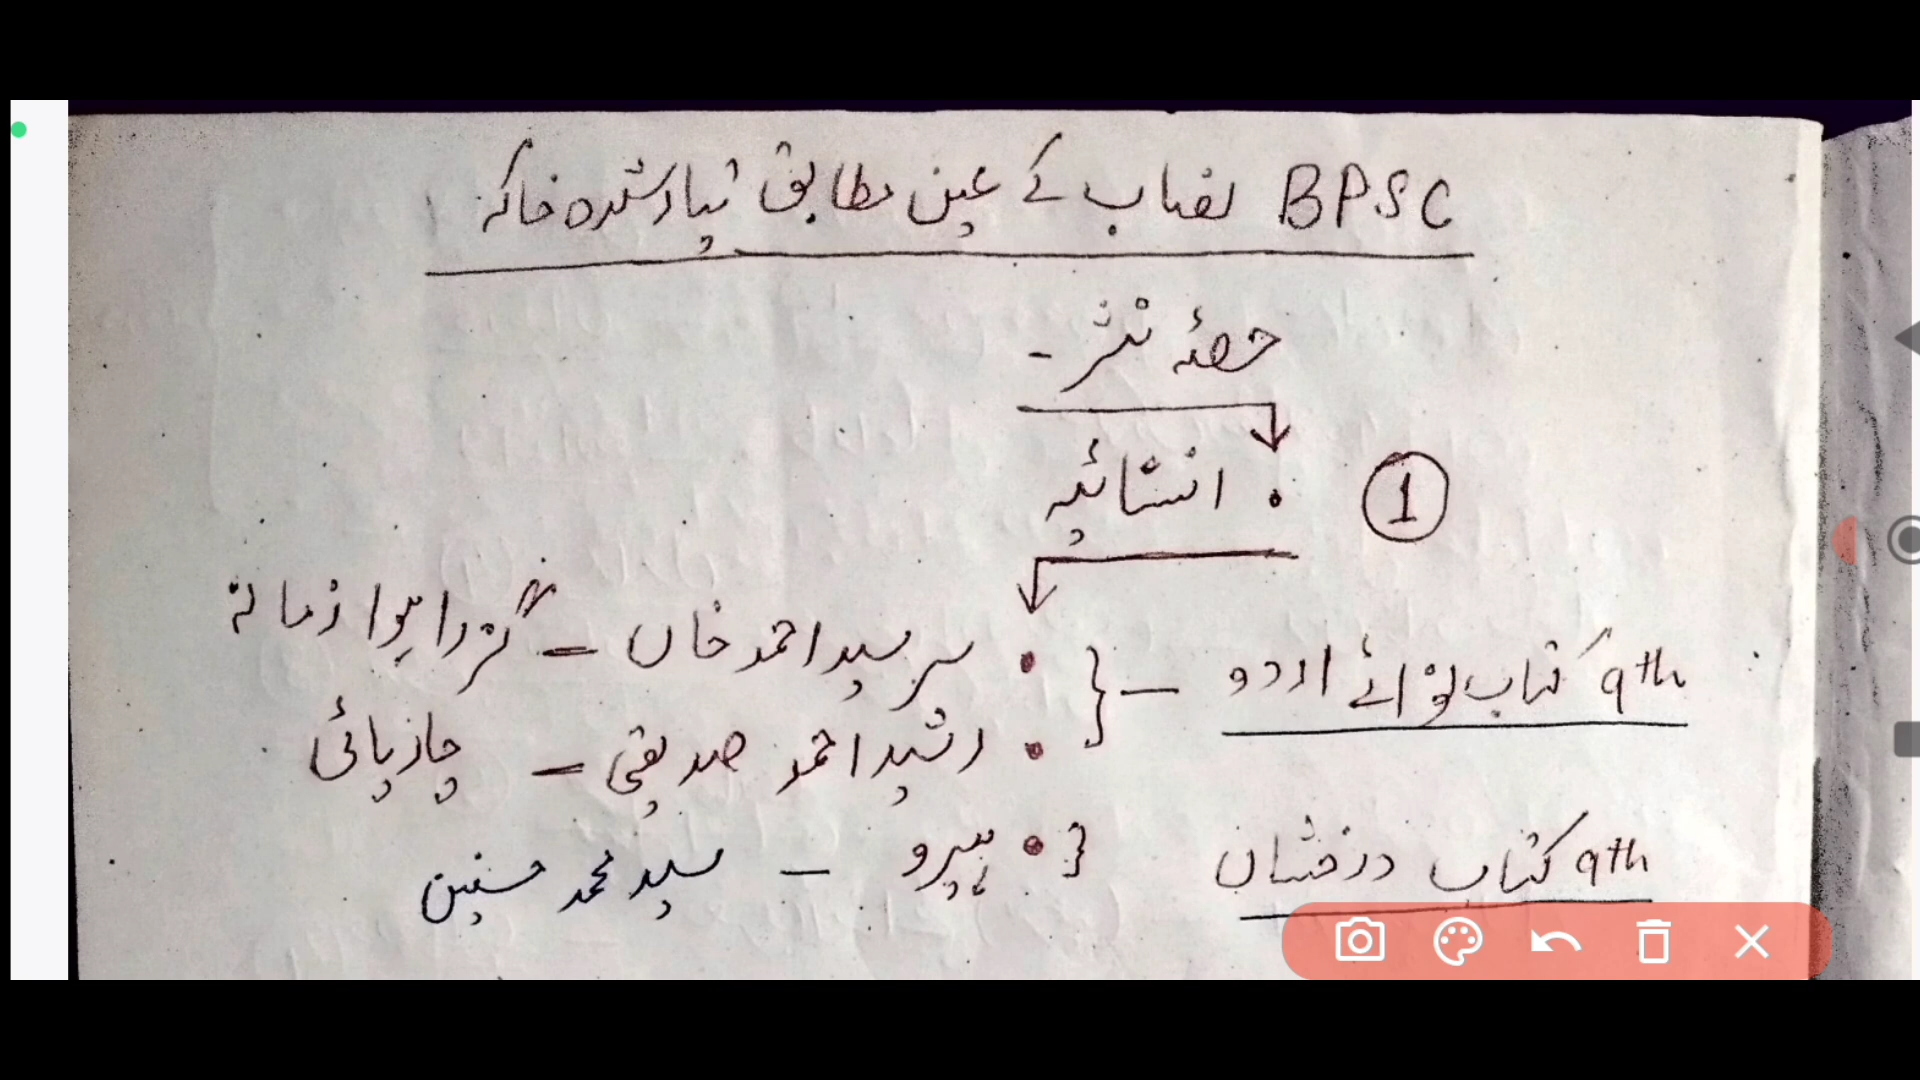 BPSC نصاب کے عین مطابق تیار شدہ خاکہ
حصۂ نثر -
① • انشائیہ
9th کتاب نوائے اردو — { • سر سید احمد خاں — گزرا ہوا زمانہ
• رشید احمد صدیقی — چارپائی
9th کتاب درخشاں { • ہیرو — سید محمد حسنین